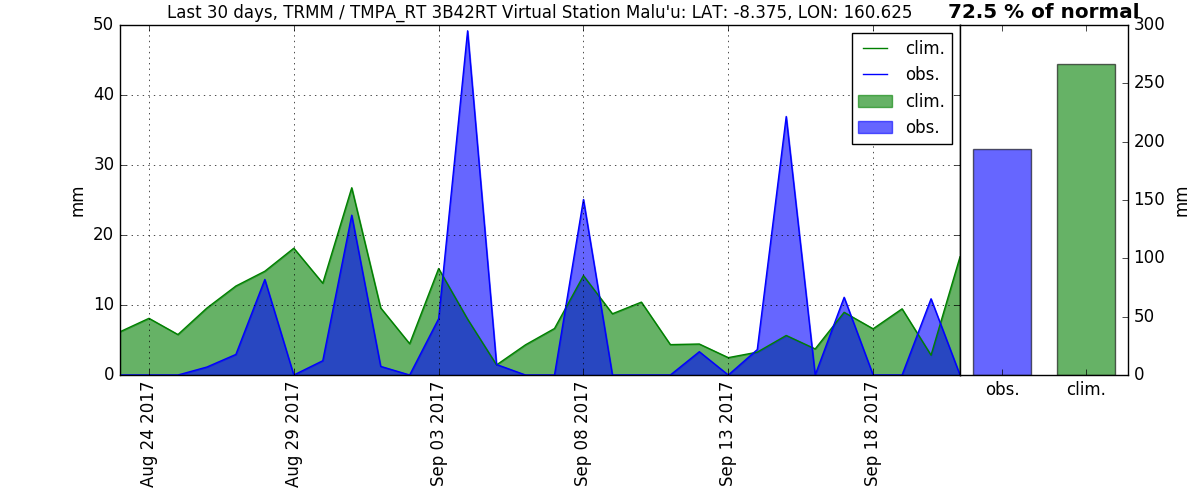 Last 30 days, TRMM / TMPA_RT 3B42RT Virtual Station Malu'u: LAT: -8.375, LON: 160.625
72.5 % of normal
50
40
30
20
10
0
mm
clim.
obs.
clim.
obs.
300
250
200
150
100
50
0
mm
Aug 24 2017
Aug 29 2017
Sep 03 2017
Sep 08 2017
Sep 13 2017
Sep 18 2017
obs.
clim.